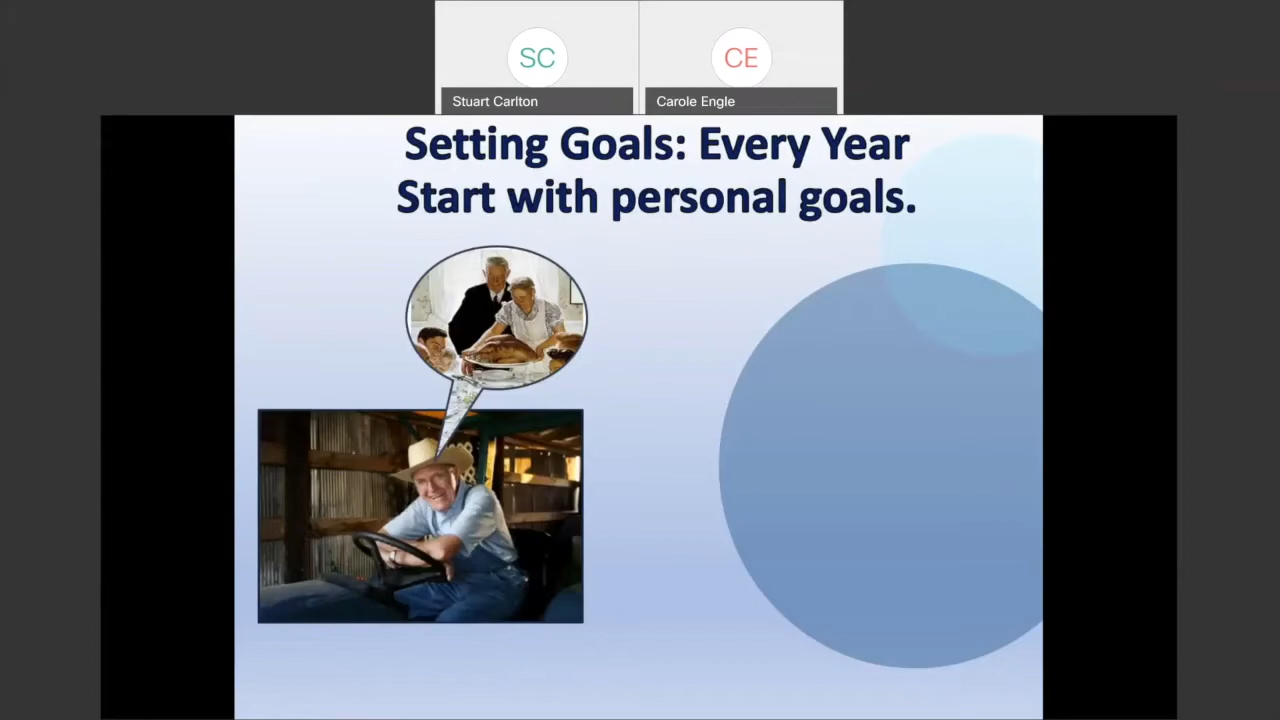 SC
CE
Stuart Carlton
Carole Engle
Setting Goals: Every Year
Start with personal goals.